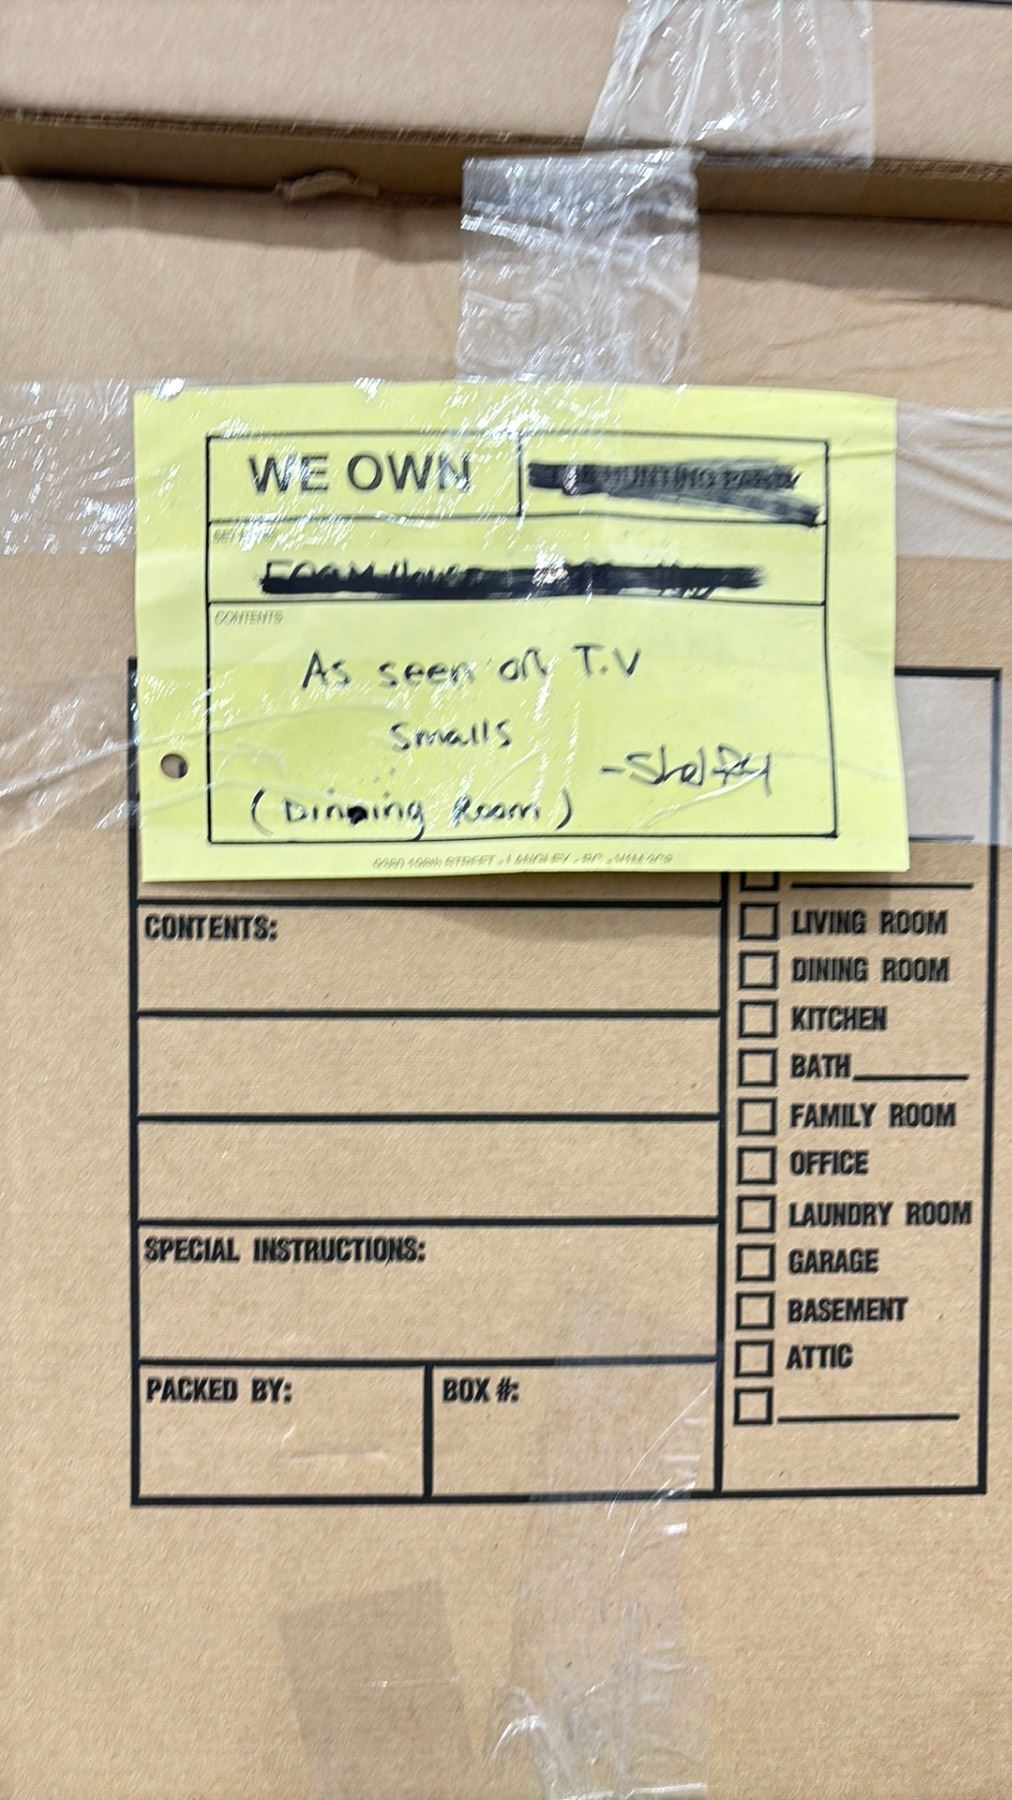 WE OWN
CONTENTS
As seen on T.V
Smalls
(Dinning Room)
CONTENTS:
SPECIAL INSTRUCTIONS:
PACKED BY:
BOX #:
LIVING ROOM
DINING ROOM
KITCHEN
BATH
FAMILY ROOM
OFFICE
LAUNDRY ROOM
GARAGE
BASEMENT
ATTIC